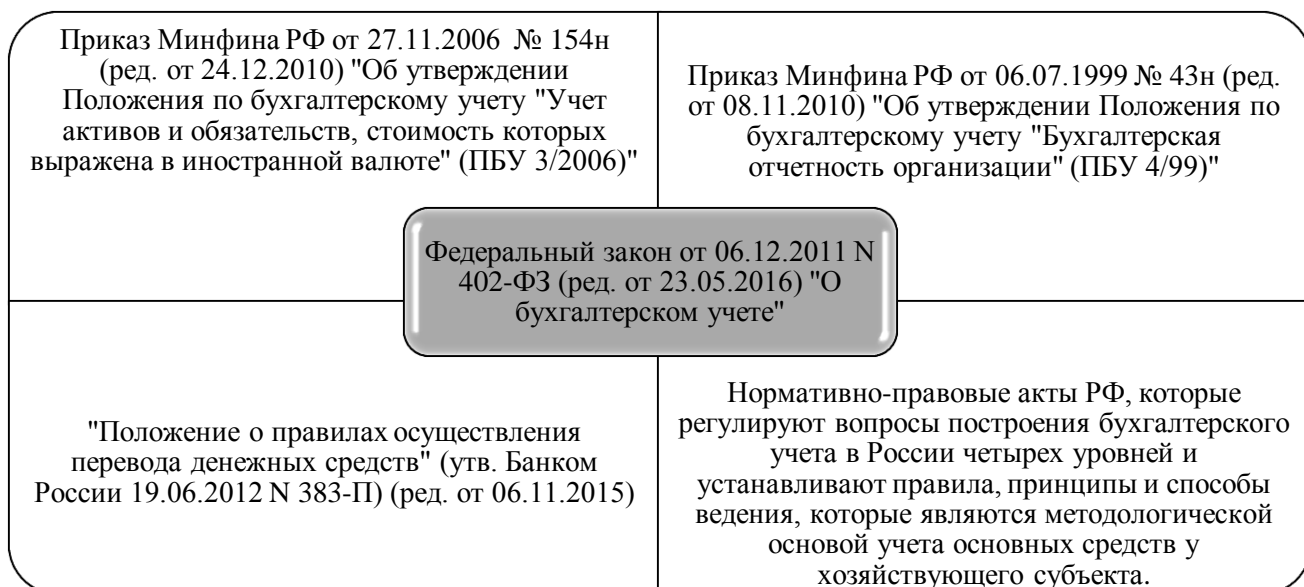 Приказ Минфина РФ от 27.11.2006 № 154н
(ред. от 24.12.2010) "Об утверждении
Положения по бухгалтерскому учету "Учет
активов и обязательств, стоимость которых
выражена в иностранной валюте" (ПБУ 3/2006)"
Приказ Минфина РФ от 06.07.1999 № 43н (ред.
от 08.11.2010) "Об утверждении Положения по
бухгалтерскому учету "Бухгалтерская
отчетность организации" (ПБУ 4/99)"
Федеральный закон от 06.12.2011 N
402-ФЗ (ред. от 23.05.2016) "О
бухгалтерском учете"
"Положение о правилах осуществления
перевода денежных средств" (утв. Банком
России 19.06.2012 N 383-П) (ред. от 06.11.2015)
Нормативно-правовые акты РФ, которые
регулируют вопросы построения бухгалтерского
учета в России четырех уровней и
устанавливают правила, принципы и способы
ведения, которые являются методологической
основой учета основных средств у
хозяйствующего субъекта.